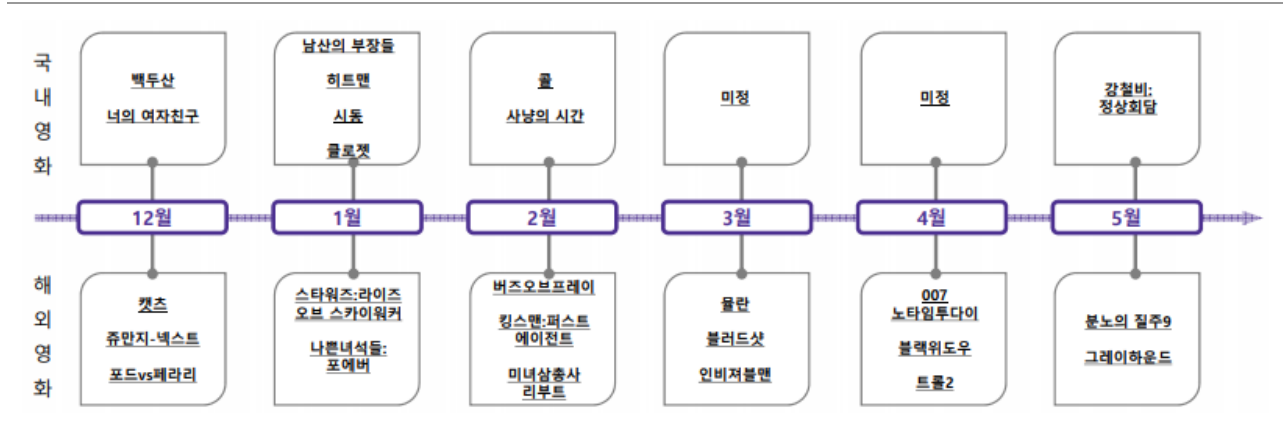 국
내
영
화
백두산
너의 여자친구
남산의 부장들
히트맨
시동
클로젯
콜
사냥의 시간
미정
미정
강철비:
정상회담
12월
1월
2월
3월
4월
5월
해
외
영
화
캣츠
쥬만지-넥스트
포드vs페라리
스타워즈:라이즈
오브 스카이워커
나쁜녀석들:
포에버
버즈오브프레이
킹스맨:퍼스트
에이전트
미녀삼총사
리부트
뮬란
블러드샷
인비져블맨
007
노타임투다이
블랙위도우
트롤2
분노의 질주9
그레이하운드